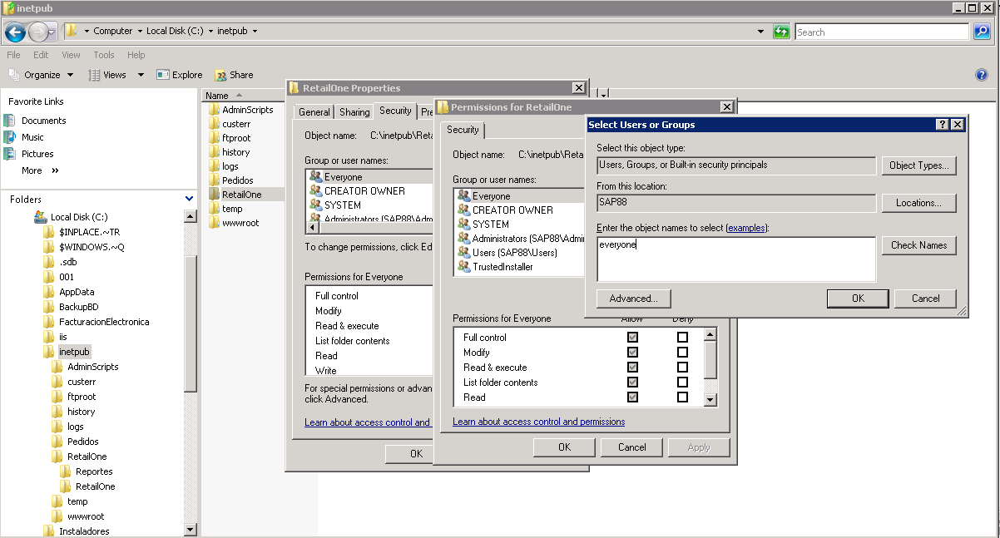 inetpub
Computer Local Disk (C:) inetpub
Search
File Edit View Tools Help
Organize Views Explore Share
Favorite Links
Documents
Music
Pictures
More
Folders
Local Disk (C:)
$INPLACE.~TR
$WINDOWS.~Q
.sdb
001
AppData
BackupBD
FacturacionElectronica
iis
inetpub
AdminScripts
custerr
ftproot
history
logs
Pedidos
RetailOne
Reportes
RetailOne
temp
wwwroot
Instaladores
Name
AdminScripts
custerr
ftproot
history
logs
Pedidos
RetailOne
temp
wwwroot
RetailOne Properties
General Sharing Security Pre
Object name: C:\inetpub\Reta
Group or user names:
Everyone
CREATOR OWNER
SYSTEM
Administrators (SAP88\Adm
To change permissions, click Ed
Permissions for Everyone
Full control
Modify
Read & execute
List folder contents
Read
Write
For special permissions or advan
click Advanced.
Learn about access control and
OK
Permissions for RetailOne
Security
Object name: C:\inetpub\Reta
Group or user names:
Everyone
CREATOR OWNER
SYSTEM
Administrators (SAP88\Admi
Users (SAP88\Users)
TrustedInstaller
Permissions for Everyone Allow Deny
Full control
Modify
Read & execute
List folder contents
Read
Learn about access control and permissions
OK Cancel Apply
Select Users or Groups
Select this object type:
Users, Groups, or Built-in security principals
Object Types...
From this location:
SAP88
Locations...
Enter the object names to select (examples):
everyone
Check Names
Advanced...
OK Cancel